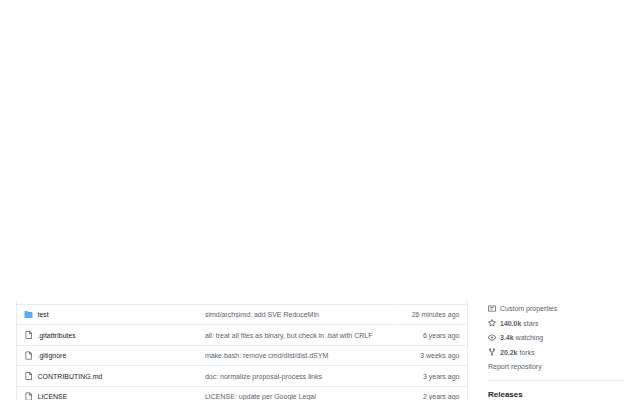 test simd/archsimd: add SVE ReduceMin 26 minutes ago
.gitattributes all: treat all files as binary, but check in .bat with CRLF 6 years ago
.gitignore make.bash: remove cmd/dist/dist.dSYM 3 weeks ago
CONTRIBUTING.md doc: normalize proposal-process links 3 years ago
LICENSE LICENSE: update per Google Legal 2 years ago
Custom properties
140.0k stars
3.4k watching
20.2k forks
Report repository
Releases